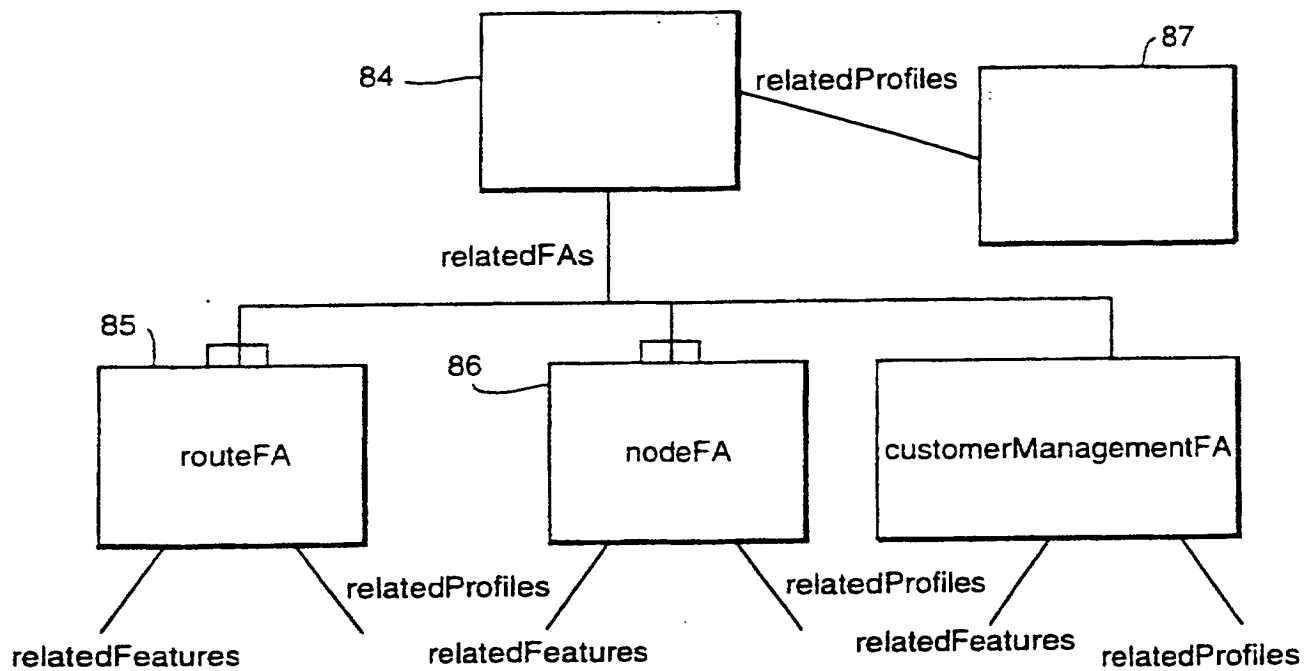 87
84
relatedProfiles
relatedFAs
85
86
routeFA
nodeFA
customerManagementFA
relatedProfiles
relatedProfiles
relatedFeatures
relatedFeatures
relatedFeatures
relatedProfiles